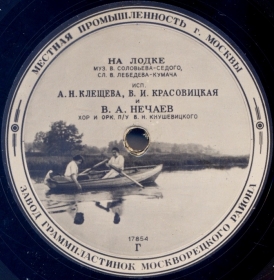 МЕСТНАЯ ПРОМЫШЛЕННОСТЬ г. МОСКВЫ
НА ЛОДКЕ
МУЗ. В. СОЛОВЬЕВА-СЕДОГО,
СЛ. В. ЛЕБЕДЕВА-КУМАЧА
ИСП.
А. Н. КЛЕЩЕВА, В. И. КРАСОВИЦКАЯ
И
В. А. НЕЧАЕВ
ХОР И ОРК. П/У В. Н. КНУШЕВИЦКОГО
17854
Г
ЗАВОД ГРАММПЛАСТИНОК МОСКВОРЕЦКОГО РАЙОНА